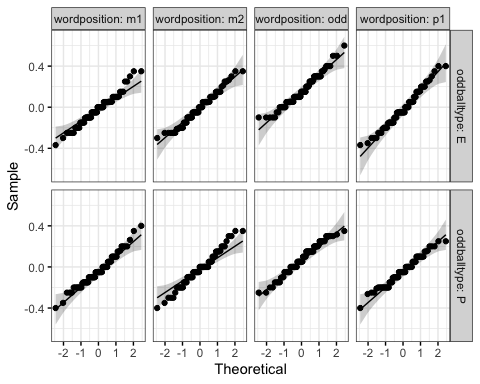 wordposition: m1 wordposition: m2 wordposition: odd wordposition: p1
Sample
0.4
0.0
-0.4
oddballtype: E
0.4
0.0
-0.4
oddballtype: P
-2 -1 0 1 2 -2 -1 0 1 2 -2 -1 0 1 2 -2 -1 0 1 2
Theoretical